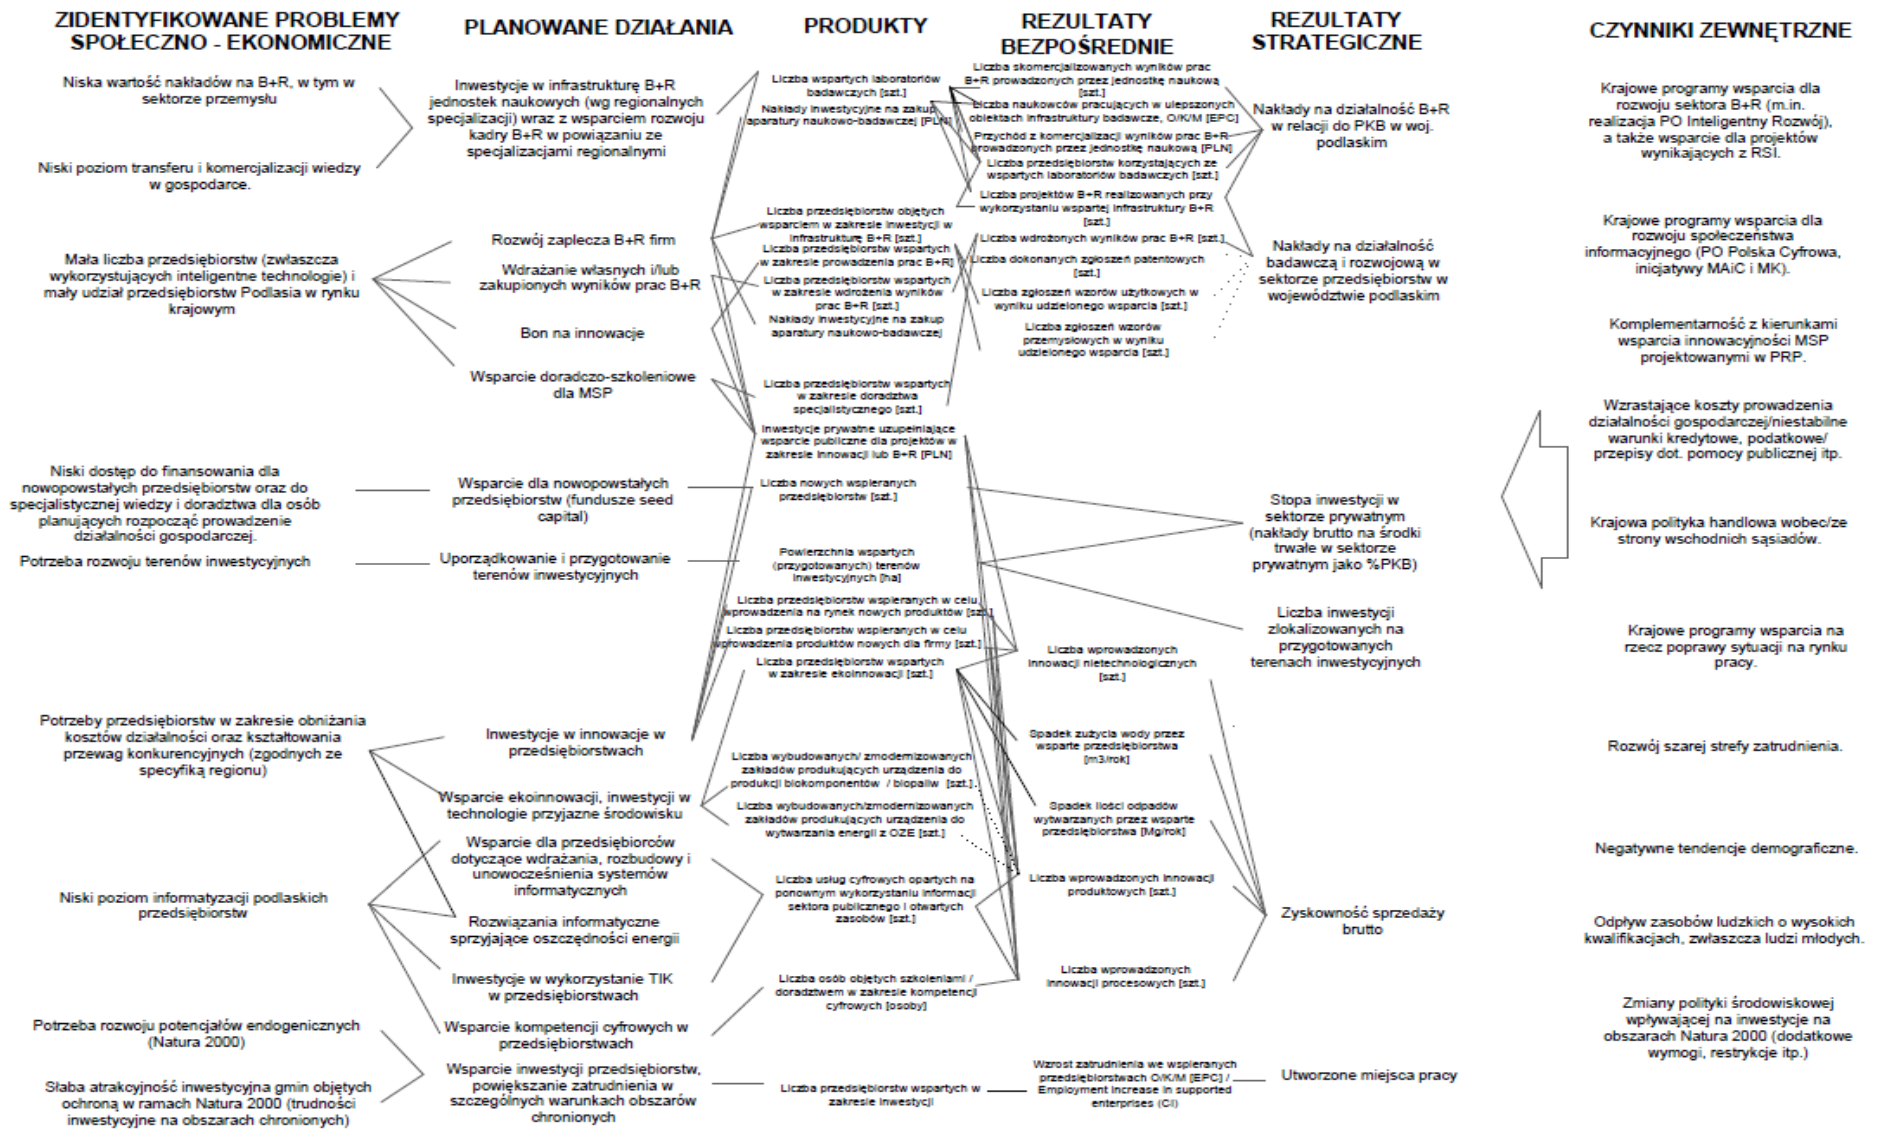 ZIDENTYFIKOWANE PROBLEMY
SPOŁECZNO - EKONOMICZNE
Niska wartość nakładów na B+R, w tym w
sektorze przemysłu
Niski poziom transferu i komercjalizacji wiedzy
w gospodarce.
Mała liczba przedsiębiorstw (zwłaszcza
wykorzystujących inteligentne technologie) i
mały udział przedsiębiorstw Podlasia w rynku
krajowym
Niski dostęp do finansowania dla
nowopowstałych przedsiębiorstw oraz do
specjalistycznej wiedzy i doradztwa dla osób
planujących rozpocząć prowadzenie
działalności gospodarczej.
Potrzeba rozwoju terenów inwestycyjnych
Potrzeby przedsiębiorstw w zakresie obniżania
kosztów działalności oraz kształtowania
przewag konkurencyjnych (zgodnych ze
specyfiką regionu)
Niski poziom informatyzacji podlaskich
przedsiębiorstw
Potrzeba rozwoju potencjałów endogenicznych
(Natura 2000)
Słaba atrakcyjność inwestycyjna gmin objętych
ochroną w ramach Natura 2000 (trudności
inwestycyjne na obszarach chronionych)
PLANOWANE DZIAŁANIA
Inwestycje w infrastrukturę B+R
jednostek naukowych (wg regionalnych
specjalizacji) wraz z wsparciem rozwoju
kadry B+R w powiązaniu ze
specjalizacjami regionalnymi
Rozwój zaplecza B+R firm
Wdrażanie własnych i/lub
zakupionych wyników prac B+R
Bon na innowacje
Wsparcie doradczo-szkoleniowe
dla MSP
Wsparcie dla nowopowstałych
przedsiębiorstw (fundusze seed
capital)
Uporządkowanie i przygotowanie
terenów inwestycyjnych
Inwestycje w innowacje w
przedsiębiorstwach
Wsparcie ekoinnowacji, inwestycji w
technologie przyjazne środowisku
Wsparcie dla przedsiębiorców
dotyczące wdrażania, rozbudowy i
unowocześnienia systemów
informatycznych
Rozwiązania informatyczne
sprzyjające oszczędności energii
Inwestycje w wykorzystanie TIK
w przedsiębiorstwach
Wsparcie kompetencji cyfrowych w
przedsiębiorstwach
Wsparcie inwestycji przedsiębiorstw,
powiększanie zatrudnienia w
szczególnych warunkach obszarów
chronionych
PRODUKTY
Liczba wspartych laboratoriów
badawczych [szt.]
Nakłady inwestycyjne na zakup
aparatury naukowo-badawczej [PLN]
Liczba przedsiębiorstw objętych
wsparciem w zakresie inwestycji w
infrastrukturę B+R [szt.]
Liczba przedsiębiorstw wspartych
w zakresie prowadzenia prac B+R]
Liczba przedsiębiorstw wspartych
w zakresie wdrożenia wyników
prac B+R [szt.]
Nakłady inwestycyjne na zakup
aparatury naukowo-badawczej
Liczba przedsiębiorstw wspartych
w zakresie doradztwa
specjalistycznego [szt.]
Inwestycje prywatne uzupełniające
wsparcie publiczne dla projektów w
zakresie innowacji lub B+R [PLN]
Liczba nowych wspieranych
przedsiębiorstw [szt.]
Powierzchnia wspartych
(przygotowanych) terenów
inwestycyjnych [ha]
Liczba przedsiębiorstw wspieranych w celu
wprowadzenia na rynek nowych produktów [szt.]
Liczba przedsiębiorstw wspieranych w celu
wprowadzenia produktów nowych dla firmy [szt.]
Liczba przedsiębiorstw wspartych
w zakresie ekoinnowacji [szt.]
Liczba wybudowanych/ zmodernizowanych
zakładów produkujących urządzenia do
produkcji biokomponentów / biopaliw [szt.]
Liczba wybudowanych/zmodernizowanych
zakładów produkujących urządzenia do
wytwarzania energii z OZE [szt.]
Liczba usług cyfrowych opartych na
ponownym wykorzystaniu informacji
sektora publicznego i otwartych
zasobów [szt.]
Liczba osób objętych szkoleniami /
doradztwem w zakresie kompetencji
cyfrowych [osoby]
Liczba przedsiębiorstw wspartych w
zakresie inwestycji
REZULTATY
BEZPOŚREDNIE
Liczba skomercjalizowanych wyników prac
B+R prowadzonych przez jednostkę naukową
[szt.]
Liczba naukowców pracujących w ulepszonych
obiektach infrastruktury badawcze, O/K/M [EPC]
Przychód z komercjalizacji wyników prac B+R
prowadzonych przez jednostkę naukową [PLN]
Liczba przedsiębiorstw korzystających ze
wspartych laboratoriów badawczych [szt.]
Liczba projektów B+R realizowanych przy
wykorzystaniu wspartej infrastruktury B+R
[szt.]
Liczba wdrożonych wyników prac B+R [szt.]
Liczba dokonanych zgłoszeń patentowych
[szt.]
Liczba zgłoszeń wzorów użytkowych w
wyniku udzielonego wsparcia [szt.]
Liczba zgłoszeń wzorów
przemysłowych w wyniku
udzielonego wsparcia [szt.]
Liczba wprowadzonych
innowacji nietechnologicznych
[szt.]
Spadek zużycia wody przez
wsparte przedsiębiorstwa
[m3/rok]
Spadek ilości odpadów
wytwarzanych przez wsparte
przedsiębiorstwa [Mg/rok]
Liczba wprowadzonych innowacji
produktowych [szt.]
Liczba wprowadzonych
innowacji procesowych [szt.]
Wzrost zatrudnienia we wspieranych
przedsiębiorstwach O/K/M [EPC] /
Employment increase in supported
enterprises (CI)
REZULTATY
STRATEGICZNE
Nakłady na działalność B+R
w relacji do PKB w woj.
podlaskim
Nakłady na działalność
badawczą i rozwojową w
sektorze przedsiębiorstw w
województwie podlaskim
Stopa inwestycji w
sektorze prywatnym
(nakłady brutto na środki
trwałe w sektorze
prywatnym jako %PKB)
Liczba inwestycji
zlokalizowanych na
przygotowanych
terenach inwestycyjnych
Zyskowność sprzedaży
brutto
Utworzone miejsca pracy
CZYNNIKI ZEWNĘTRZNE
Krajowe programy wsparcia dla
rozwoju sektora B+R (m.in.
realizacja PO Inteligentny Rozwój),
a także wsparcie dla projektów
wynikających z RSI.
Krajowe programy wsparcia dla
rozwoju społeczeństwa
informacyjnego (PO Polska Cyfrowa,
inicjatywy MAiC i MK).
Komplementarność z kierunkami
wsparcia innowacyjności MSP
projektowanymi w PRP.
Wzrastające koszty prowadzenia
działalności gospodarczej/niestabilne
warunki kredytowe, podatkowe/
przepisy dot. pomocy publicznej itp.
Krajowa polityka handlowa wobec/ze
strony wschodnich sąsiadów.
Krajowe programy wsparcia na
rzecz poprawy sytuacji na rynku
pracy.
Rozwój szarej strefy zatrudnienia.
Negatywne tendencje demograficzne.
Odpływ zasobów ludzkich o wysokich
kwalifikacjach, zwłaszcza ludzi młodych.
Zmiany polityki środowiskowej
wpływającej na inwestycje na
obszarach Natura 2000 (dodatkowe
wymogi, restrykcje itp.)